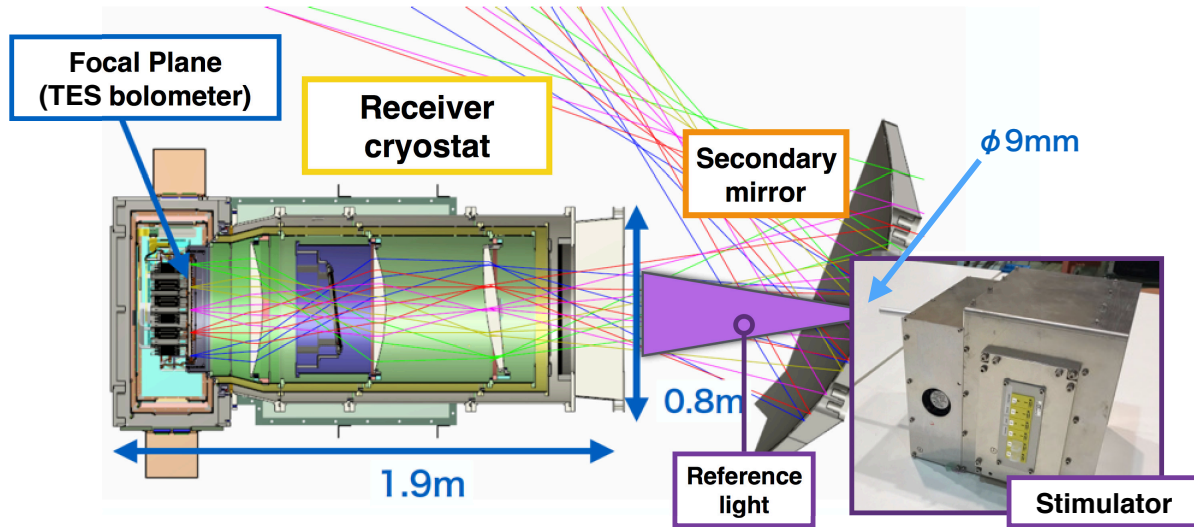 Focal Plane
(TES bolometer)
Receiver
cryostat
Secondary
mirror
φ9mm
0.8m
1.9m
Reference
light
Stimulator